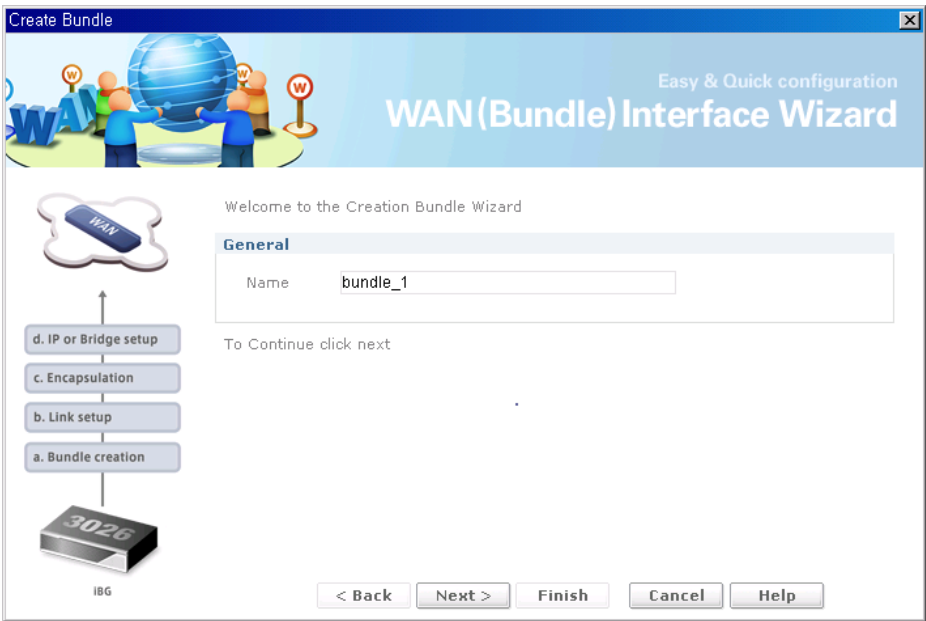 Create Bundle
Easy & Quick configuration
WAN(Bundle) Interface Wizard
W
W
W
WAN
WAN
Welcome to the Creation Bundle Wizard
General
Name bundle_1
To Continue click next
d. IP or Bridge setup
c. Encapsulation
b. Link setup
a. Bundle creation
3026
iBG
< Back Next > Finish Cancel Help